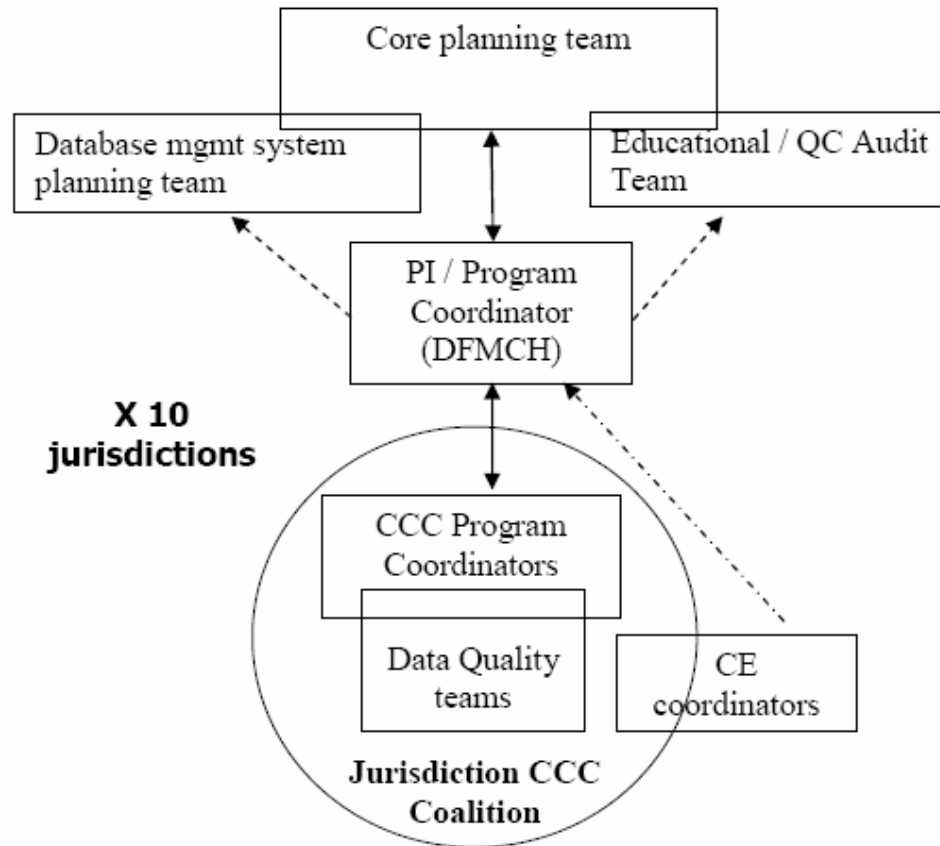 Core planning team
Database mgmt system
planning team
Educational / QC Audit
Team
PI / Program
Coordinator
(DFMCH)
X 10
jurisdictions
CCC Program
Coordinators
Data Quality
teams
CE
coordinators
Jurisdiction CCC
Coalition